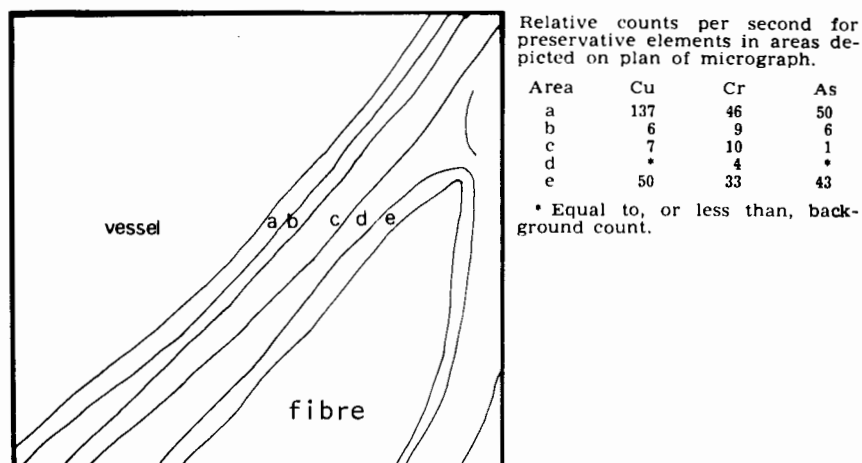 vessel
a b c d e
fibre
Relative counts per second for
preservative elements in areas de-
picted on plan of micrograph.
Area Cu Cr As
a 137 46 50
b 6 9 6
c 7 10 1
d * 4 *
e 50 33 43
* Equal to, or less than, back-
ground count.